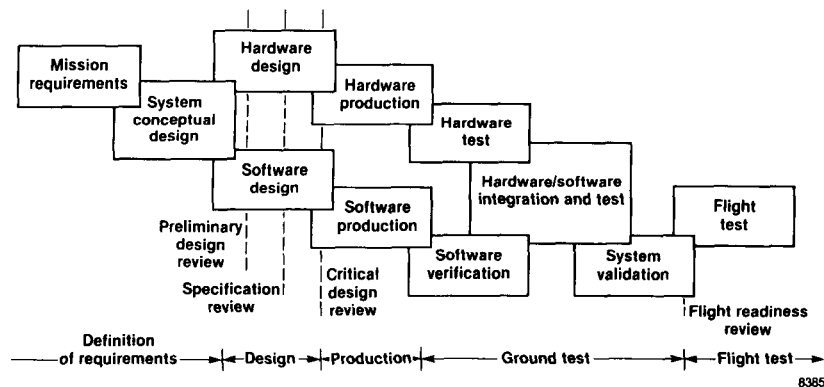 Mission
requirements
System
conceptual
design
Hardware
design
Hardware
production
Hardware
test
Software
design
Software
production
Software
verification
Hardware/software
integration and test
System
validation
Flight
test
Preliminary
design
review
Specification
review
Critical
design
review
Flight readiness
review
Definition
of requirements
Design
Production
Ground test
Flight test
8385